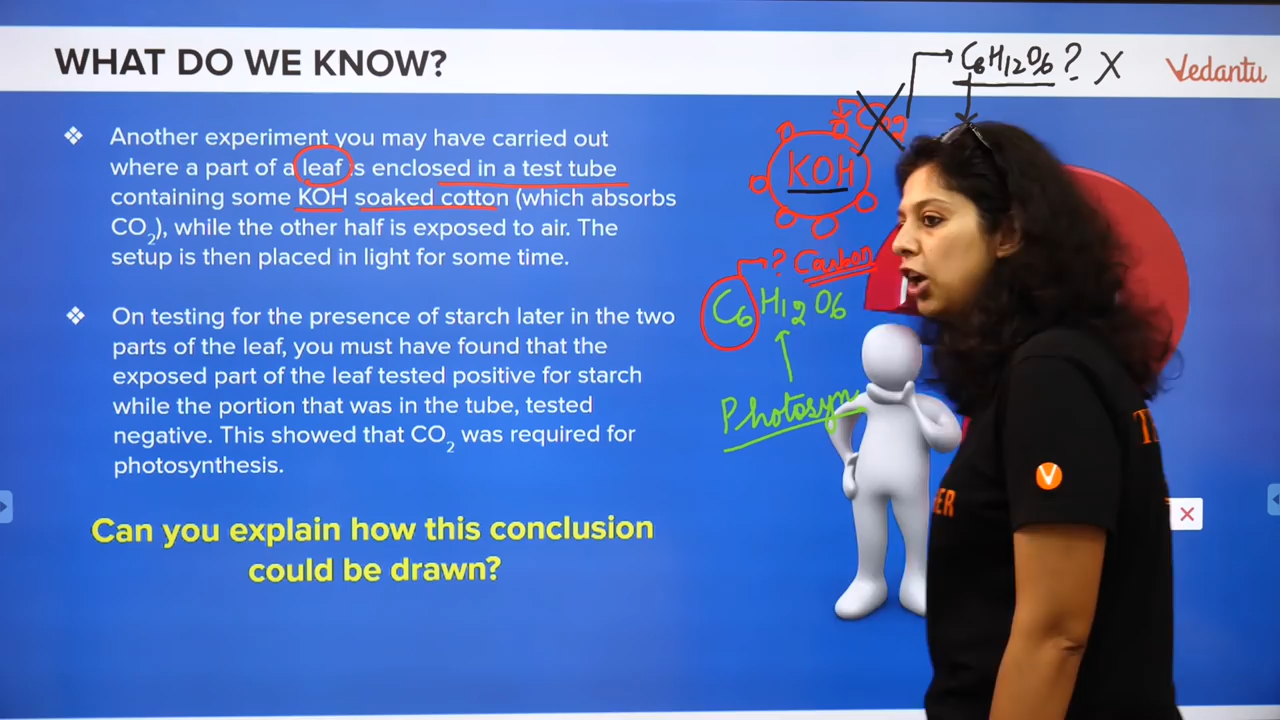 WHAT DO WE KNOW?
C6H12O6 ? X
Vedantu
❖ Another experiment you may have carried out
where a part of a leaf is enclosed in a test tube
containing some KOH soaked cotton (which absorbs
CO2), while the other half is exposed to air. The
setup is then placed in light for some time.
KOH
? Carbon
C6H12O6
Photosyn
❖ On testing for the presence of starch later in the two
parts of the leaf, you must have found that the
exposed part of the leaf tested positive for starch
while the portion that was in the tube, tested
negative. This showed that CO2 was required for
photosynthesis.
Can you explain how this conclusion
could be drawn?